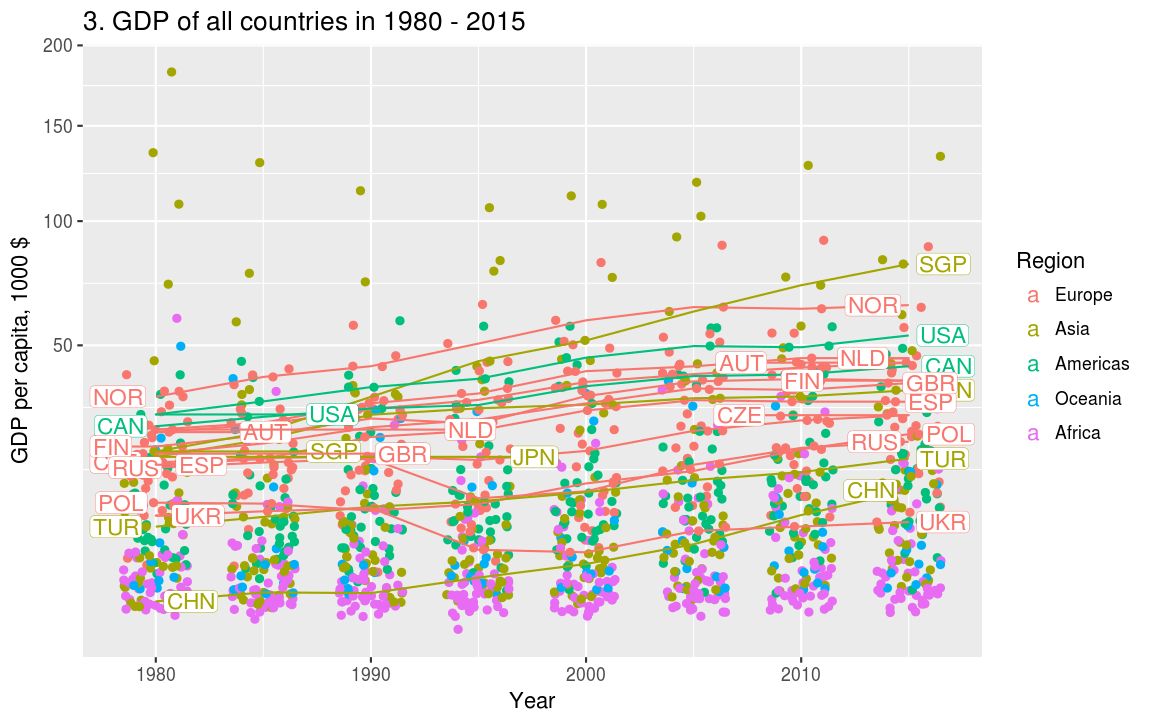 3. GDP of all countries in 1980 - 2015
200
150
100
50
GDP per capita, 1000 $
SGP
NOR
USA
AUT
NLD
CAN
FIN
GBR
NOR
ESP
USA
CZE
CAN
AUT
NLD
POL
RUS
FIN
SGP
GBR
JPN
TUR
RUS
ESP
CHN
POL
UKR
UKR
TUR
CHN
1980
1990
2000
2010
Year
Region
a Europe
a Asia
a Americas
a Oceania
a Africa